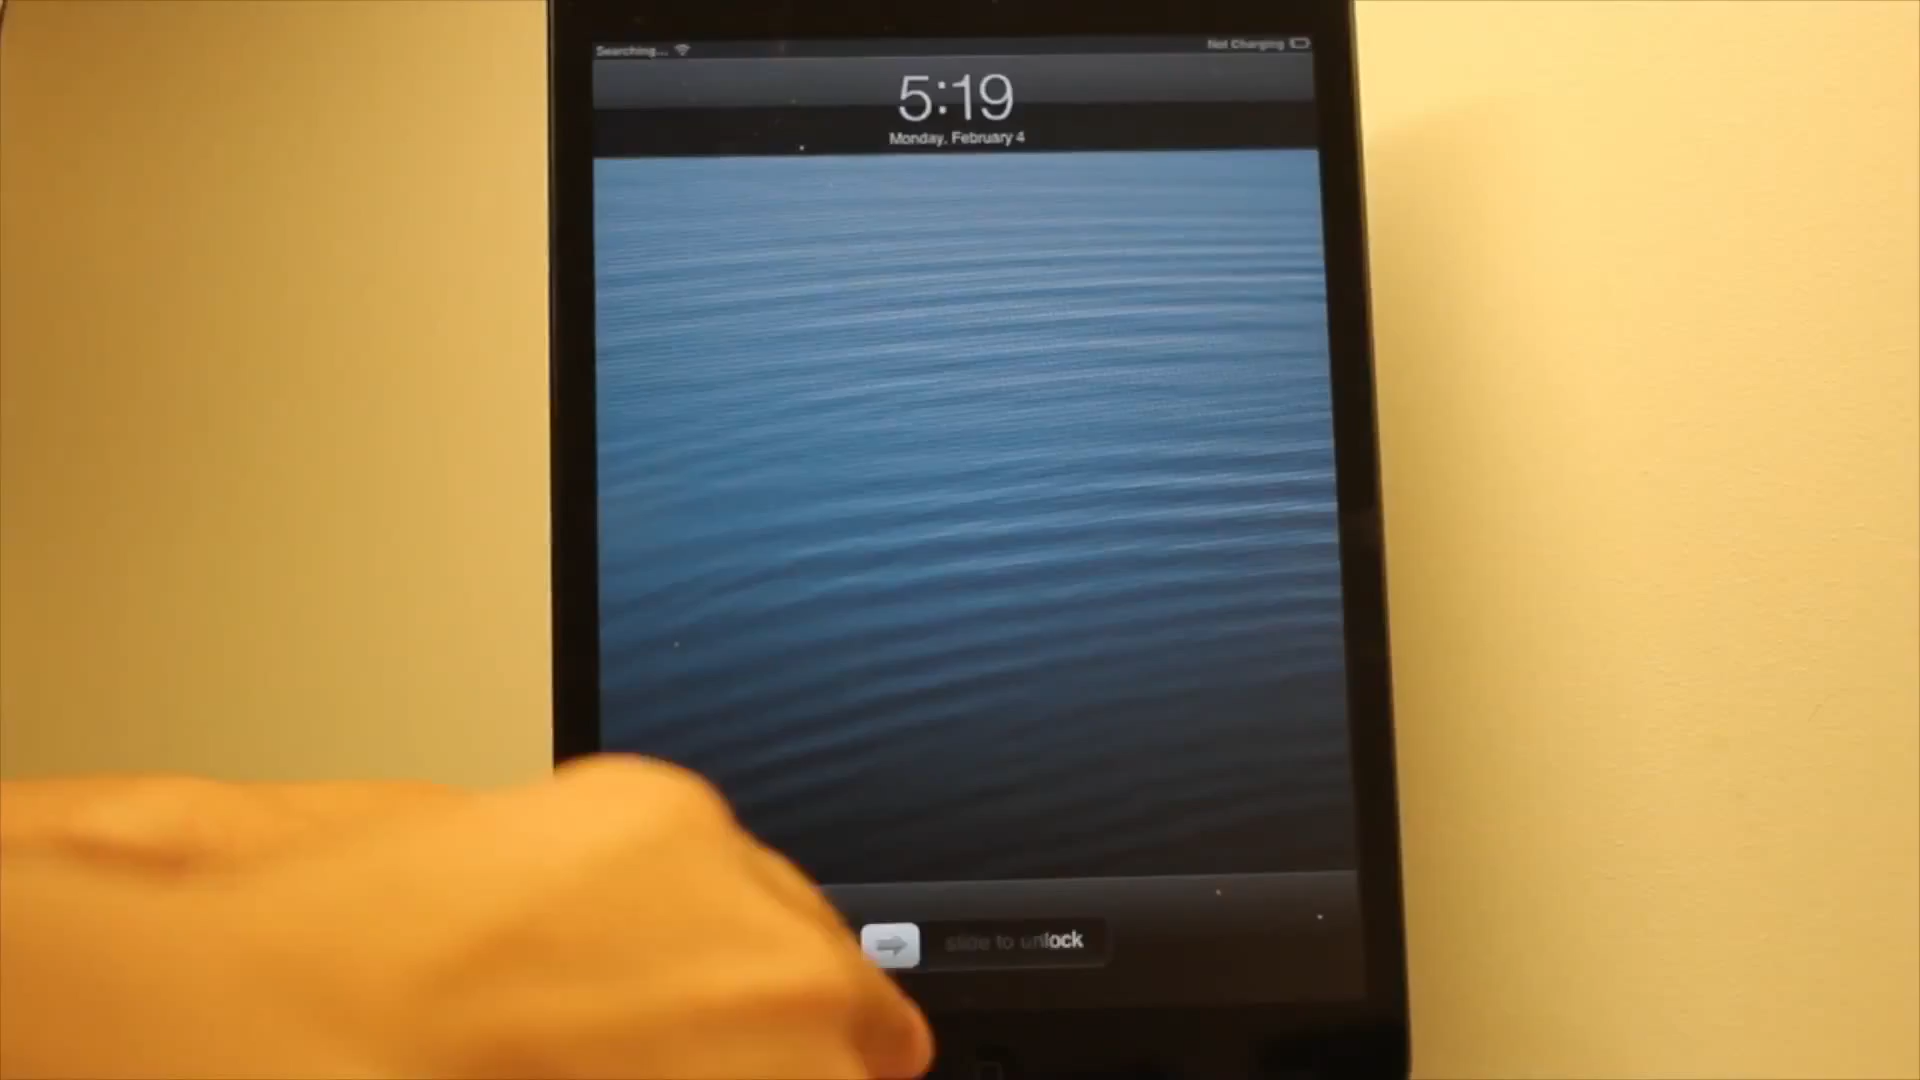 Searching...
Not Charging
5:19
Monday, February 4
slide to unlock